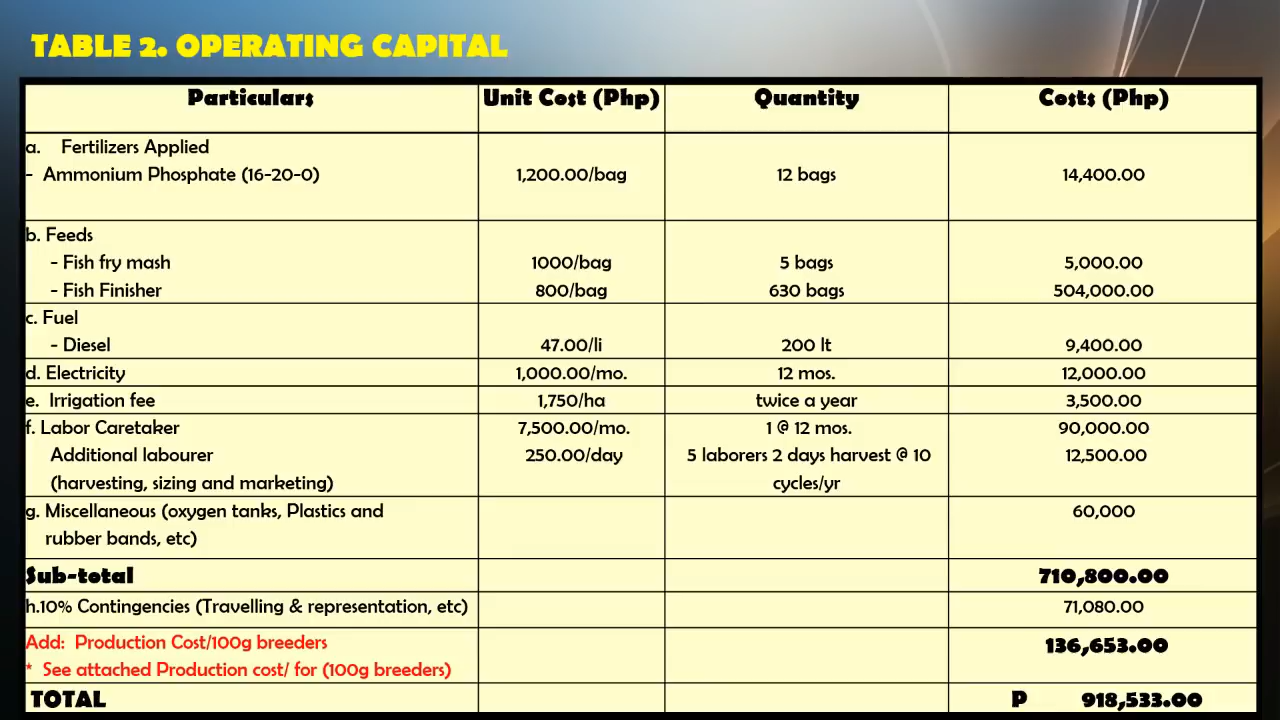 TABLE 2. OPERATING CAPITAL
Particulars Unit Cost (Php) Quantity Costs (Php)
a. Fertilizers Applied
- Ammonium Phosphate (16-20-0) 1,200.00/bag 12 bags 14,400.00
b. Feeds
- Fish fry mash 1000/bag 5 bags 5,000.00
- Fish Finisher 800/bag 630 bags 504,000.00
c. Fuel
- Diesel 47.00/li 200 lt 9,400.00
d. Electricity 1,000.00/mo. 12 mos. 12,000.00
e. Irrigation fee 1,750/ha twice a year 3,500.00
f. Labor Caretaker 7,500.00/mo. 1 @ 12 mos. 90,000.00
Additional labourer 250.00/day 5 laborers 2 days harvest @ 10 12,500.00
(harvesting, sizing and marketing) cycles/yr
g. Miscellaneous (oxygen tanks, Plastics and 60,000
rubber bands, etc)
Sub-total 710,800.00
h.10% Contingencies (Travelling & representation, etc) 71,080.00
Add: Production Cost/100g breeders 136,653.00
* See attached Production cost/ for (100g breeders)
TOTAL P 918,533.00